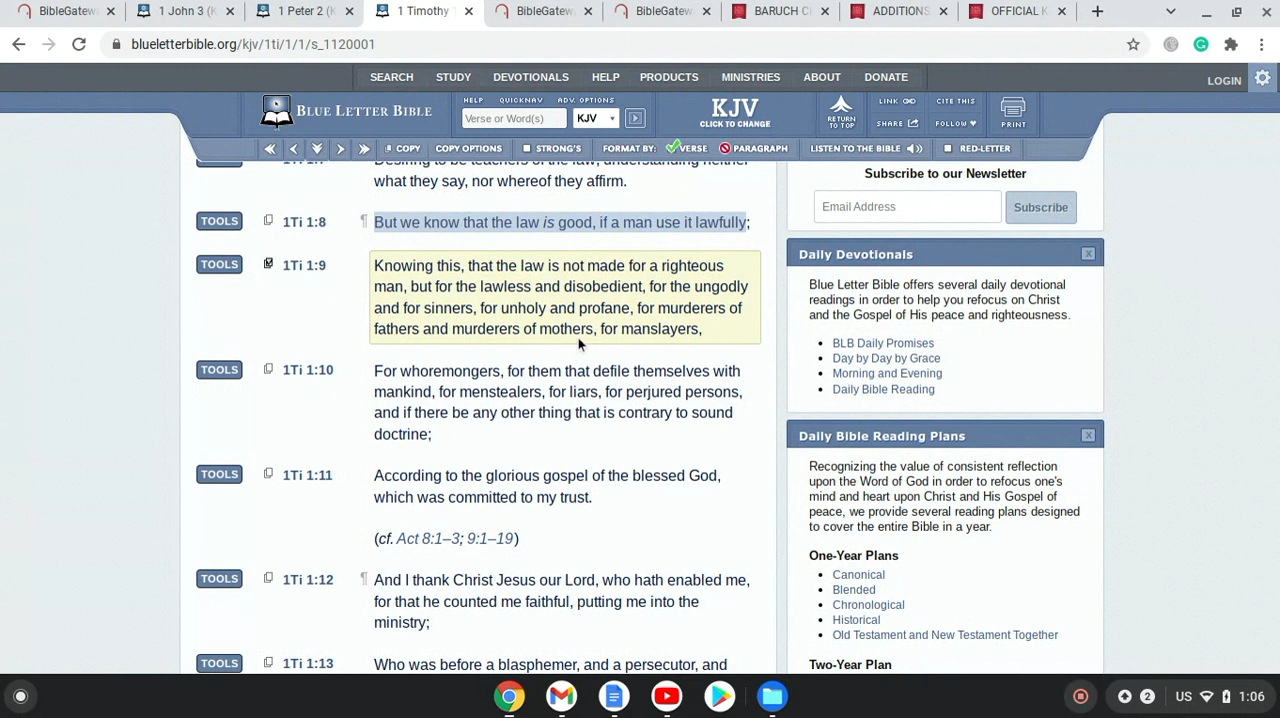 BibleGatew
1 John 3 (K
1 Peter 2 (K
1 Timothy
BibleGatew
BibleGatew
BARUCH C
ADDITIONS
OFFICIAL K
blueletterbible.org/kjv/1ti/1/1/s_1120001
SEARCH STUDY DEVOTIONALS HELP PRODUCTS MINISTRIES ABOUT DONATE
LOGIN
BLUE LETTER BIBLE
HELP QUICKNAV ADV. OPTIONS
Verse or Word(s) KJV
KJV
CLICK TO CHANGE
RETURN
TO TOP
LINK CITE THIS
SHARE FOLLOW
PRINT
COPY COPY OPTIONS STRONG'S FORMAT BY: VERSE PARAGRAPH LISTEN TO THE BIBLE RED-LETTER
Desiring to be teachers of the law; understanding neither
what they say, nor whereof they affirm.
TOOLS 1Ti 1:8 ¶ But we know that the law is good, if a man use it lawfully;
TOOLS 1Ti 1:9 Knowing this, that the law is not made for a righteous
man, but for the lawless and disobedient, for the ungodly
and for sinners, for unholy and profane, for murderers of
fathers and murderers of mothers, for manslayers,
TOOLS 1Ti 1:10 For whoremongers, for them that defile themselves with
mankind, for menstealers, for liars, for perjured persons,
and if there be any other thing that is contrary to sound
doctrine;
TOOLS 1Ti 1:11 According to the glorious gospel of the blessed God,
which was committed to my trust.
(cf. Act 8:1–3; 9:1–19)
TOOLS 1Ti 1:12 ¶ And I thank Christ Jesus our Lord, who hath enabled me,
for that he counted me faithful, putting me into the
ministry;
TOOLS 1Ti 1:13 Who was before a blasphemer, and a persecutor, and
Subscribe to our Newsletter
Email Address Subscribe
Daily Devotionals X
Blue Letter Bible offers several daily devotional
readings in order to help you refocus on Christ
and the Gospel of His peace and righteousness.
• BLB Daily Promises
• Day by Day by Grace
• Morning and Evening
• Daily Bible Reading
Daily Bible Reading Plans X
Recognizing the value of consistent reflection
upon the Word of God in order to refocus one's
mind and heart upon Christ and His Gospel of
peace, we provide several reading plans designed
to cover the entire Bible in a year.
One-Year Plans
• Canonical
• Blended
• Chronological
• Historical
• Old Testament and New Testament Together
Two-Year Plan
2 US 1:06